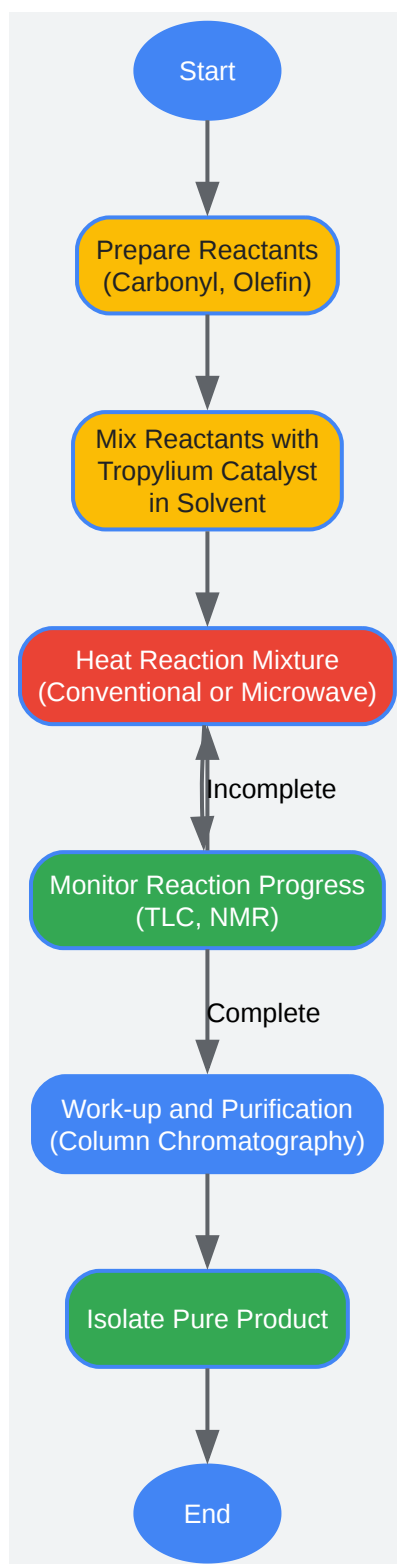 Start
Prepare Reactants
(Carbonyl, Olefin)
Mix Reactants with
Tropylium Catalyst
in Solvent
Heat Reaction Mixture
(Conventional or Microwave)
Incomplete
Monitor Reaction Progress
(TLC, NMR)
Complete
Work-up and Purification
(Column Chromatography)
Isolate Pure Product
End